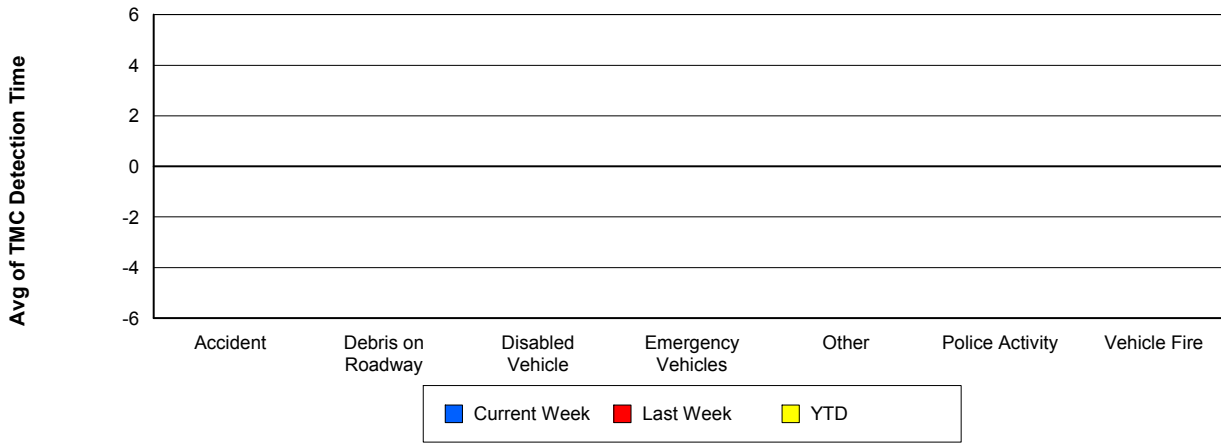 Avg of TMC Detection Time
6
4
2
0
-2
-4
-6
Accident
Debris on
Roadway
Disabled
Vehicle
Emergency
Vehicles
Other
Police Activity
Vehicle Fire
Current Week
Last Week
YTD